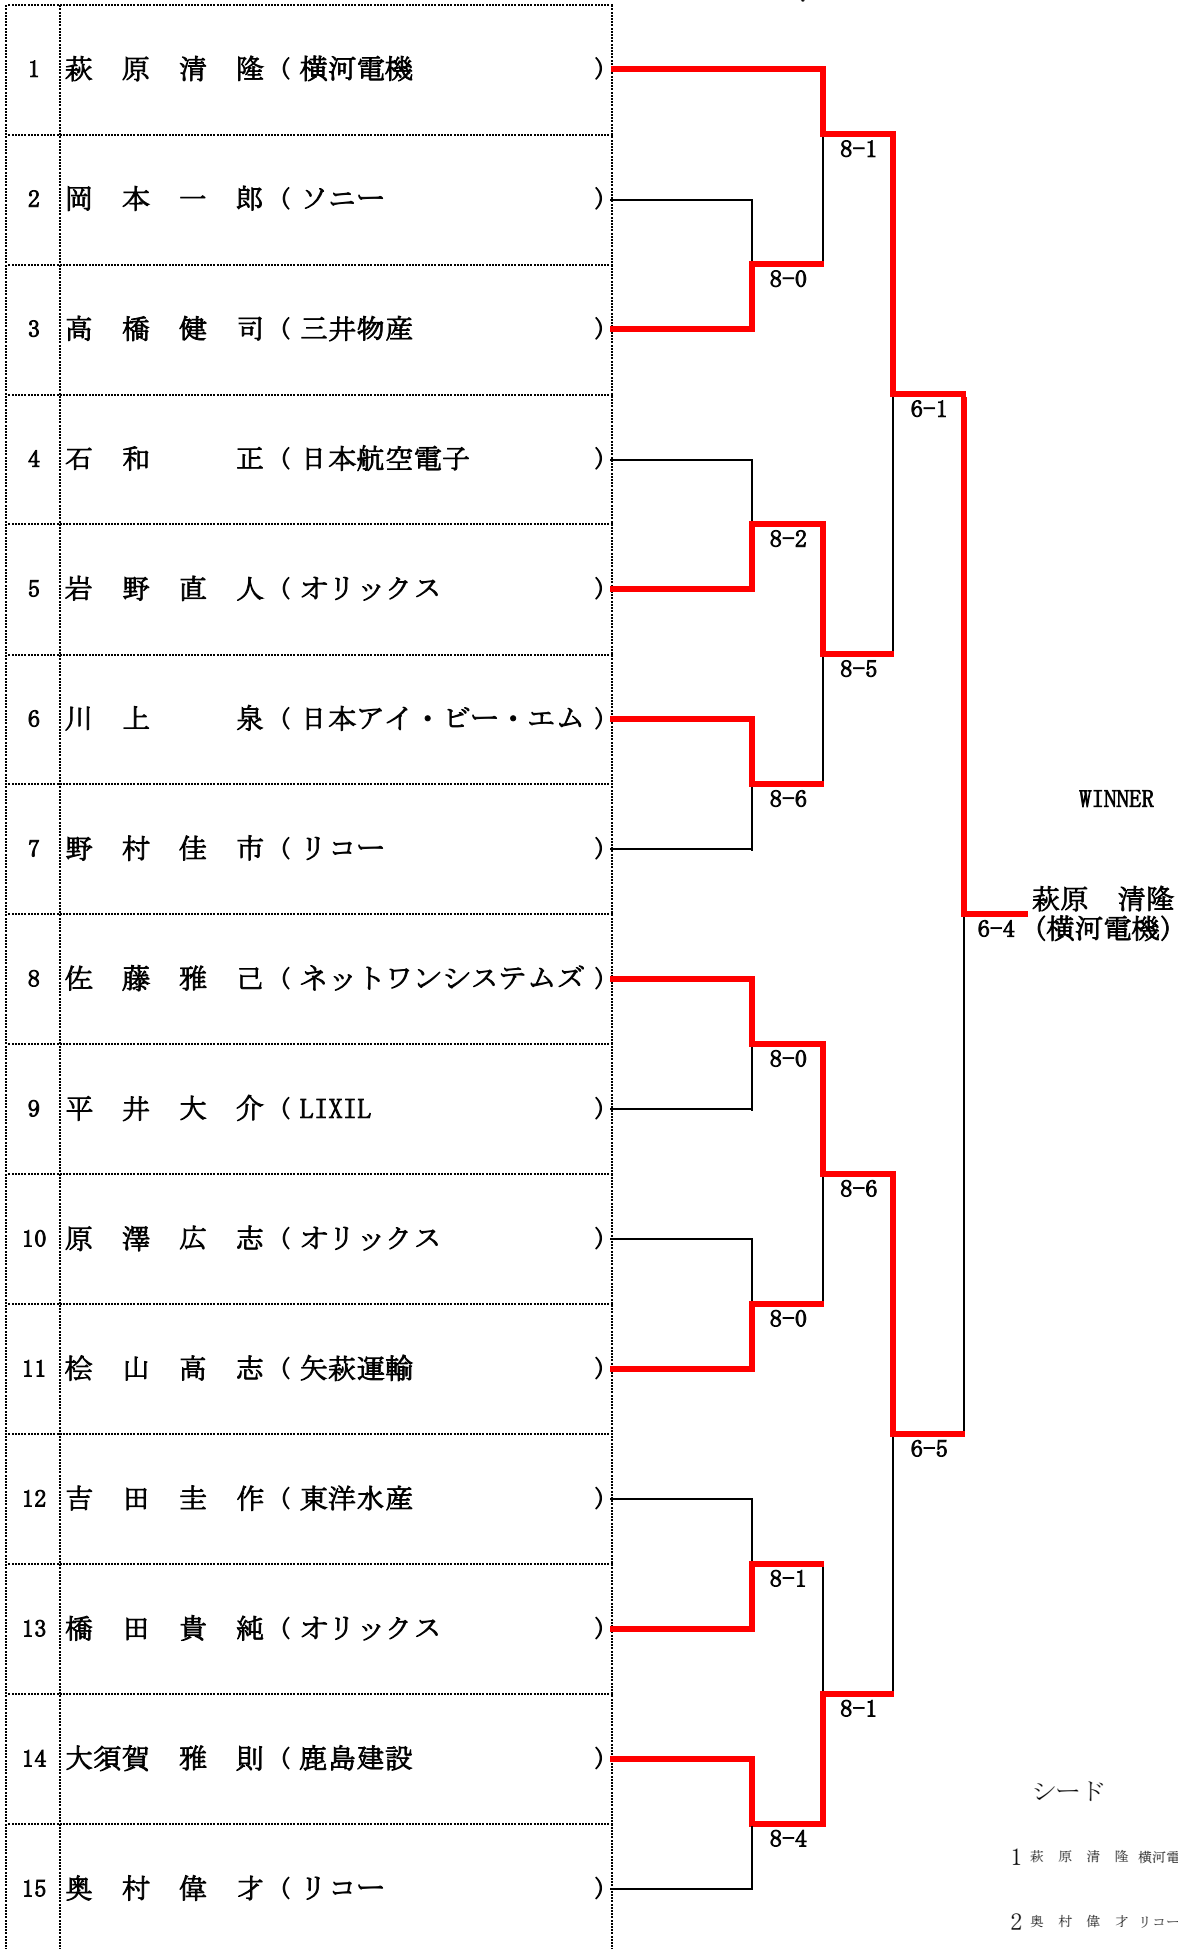 1 萩　原　清　隆 ( 横河電機 )
8-1
2 岡　本　一　郎 ( ソニー )
8-0
3 高　橋　健　司 ( 三井物産 )
6-1
4 石　和　　　正 ( 日本航空電子 )
8-2
5 岩　野　直　人 ( オリックス )
8-5
6 川　上　　　泉 ( 日本アイ・ビー・エム )
8-6
WINNER
7 野　村　佳　市 ( リコー )
萩原　清隆
6-4 (横河電機)
8 佐　藤　雅　己 ( ネットワンシステムズ )
8-0
9 平　井　大　介 ( LIXIL )
8-6
10 原　澤　広　志 ( オリックス )
8-0
11 桧　山　高　志 ( 矢萩運輸 )
6-5
12 吉　田　圭　作 ( 東洋水産 )
8-1
13 橋　田　貴　純 ( オリックス )
8-1
14 大須賀　雅　則 ( 鹿島建設 )
シード
8-4
1 萩　原　清　隆 横河電
15 奥　村　偉　才 ( リコー )
2 奥　村　偉　才 リコー